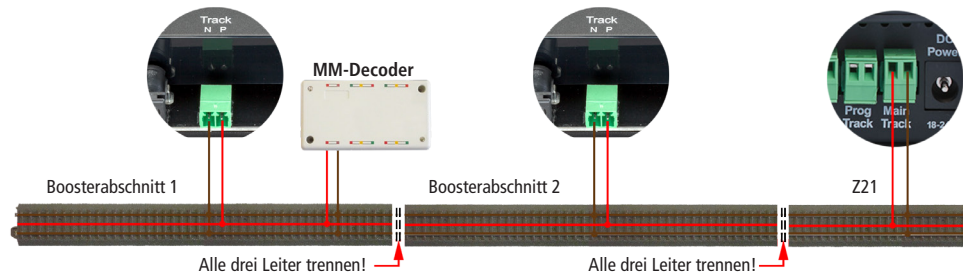 Track
N P
MM-Decoder
Track
N P
DC
Power
Prog
Track
Main
Track
Boosterabschnitt 1
Boosterabschnitt 2
Z21
Alle drei Leiter trennen!
Alle drei Leiter trennen!